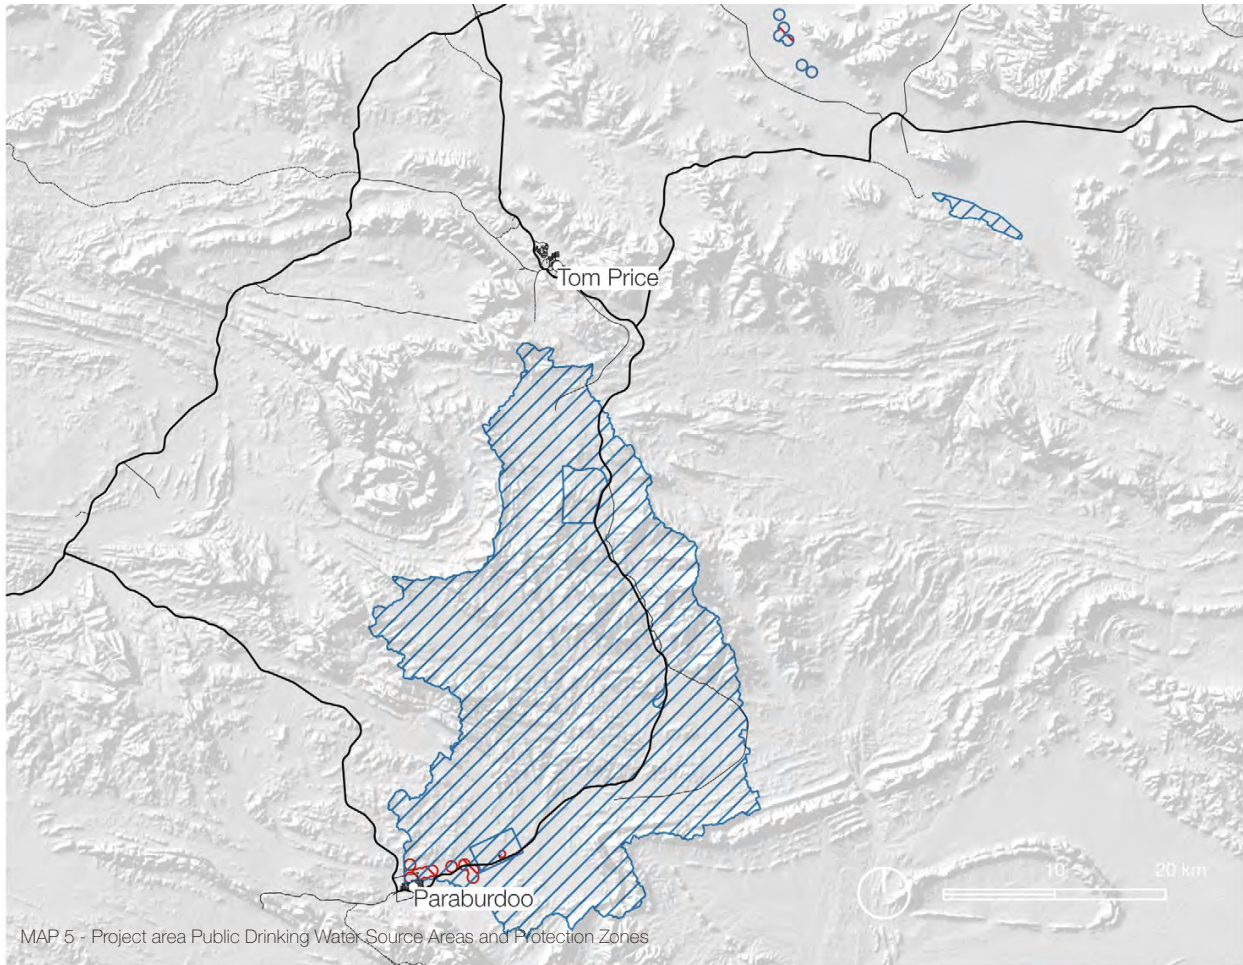 Tom Price
Paraburdoo
10 20 km
MAP 5 - Project area Public Drinking Water Source Areas and Protection Zones